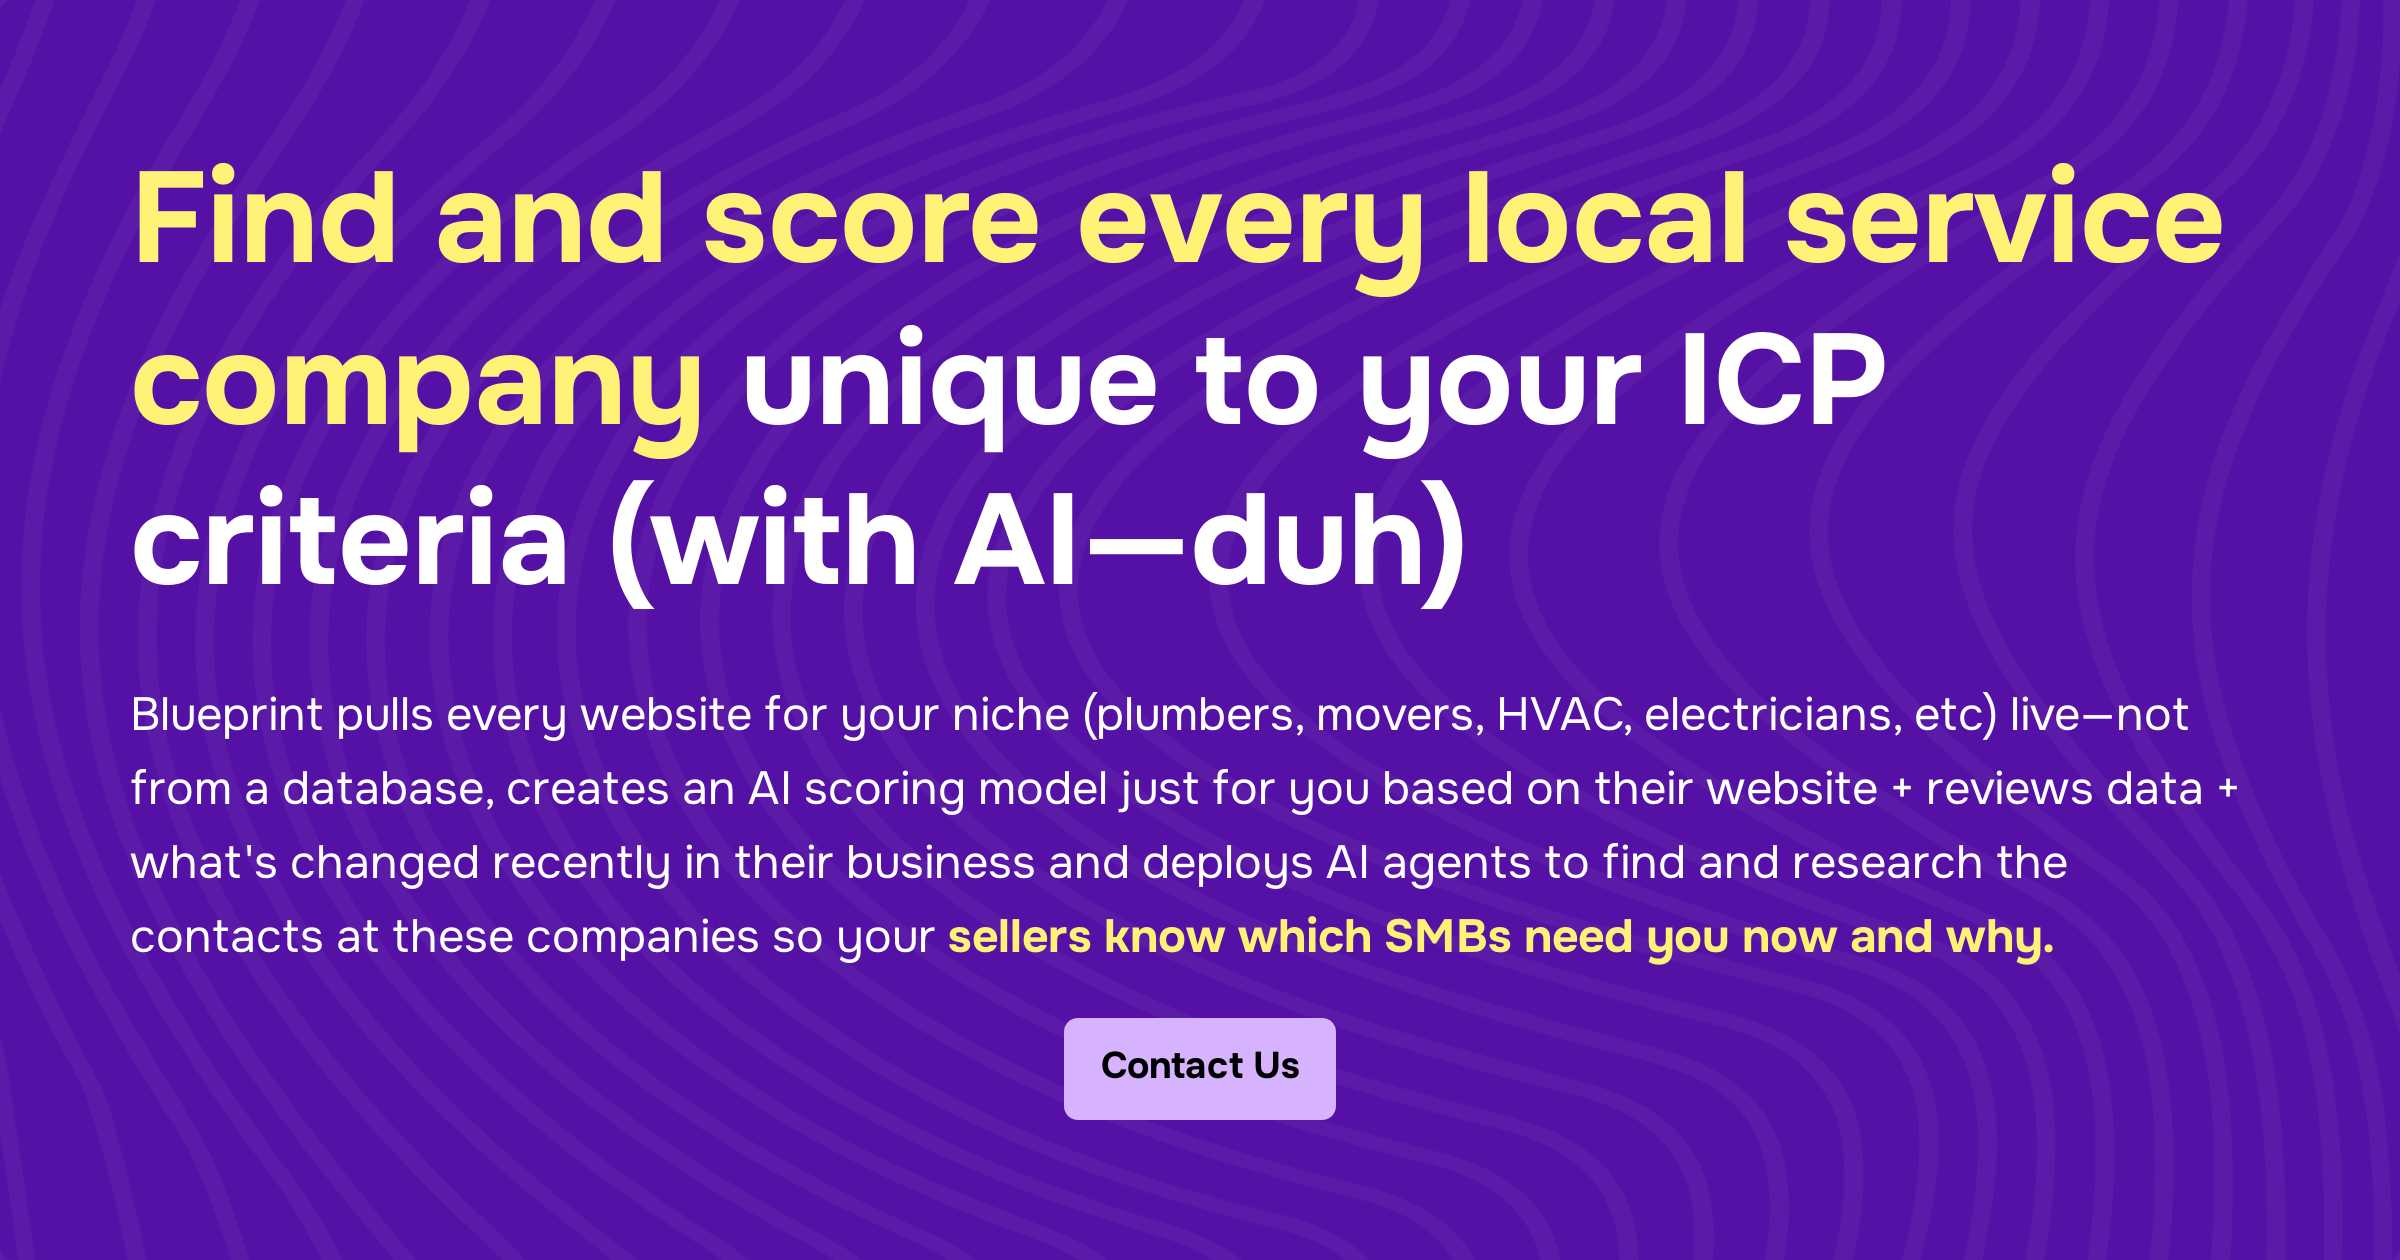 Find and score every local service
company unique to your ICP
criteria (with AI—duh)
Blueprint pulls every website for your niche (plumbers, movers, HVAC, electricians, etc) live—not
from a database, creates an AI scoring model just for you based on their website + reviews data +
what's changed recently in their business and deploys AI agents to find and research the
contacts at these companies so your sellers know which SMBs need you now and why.
Contact Us